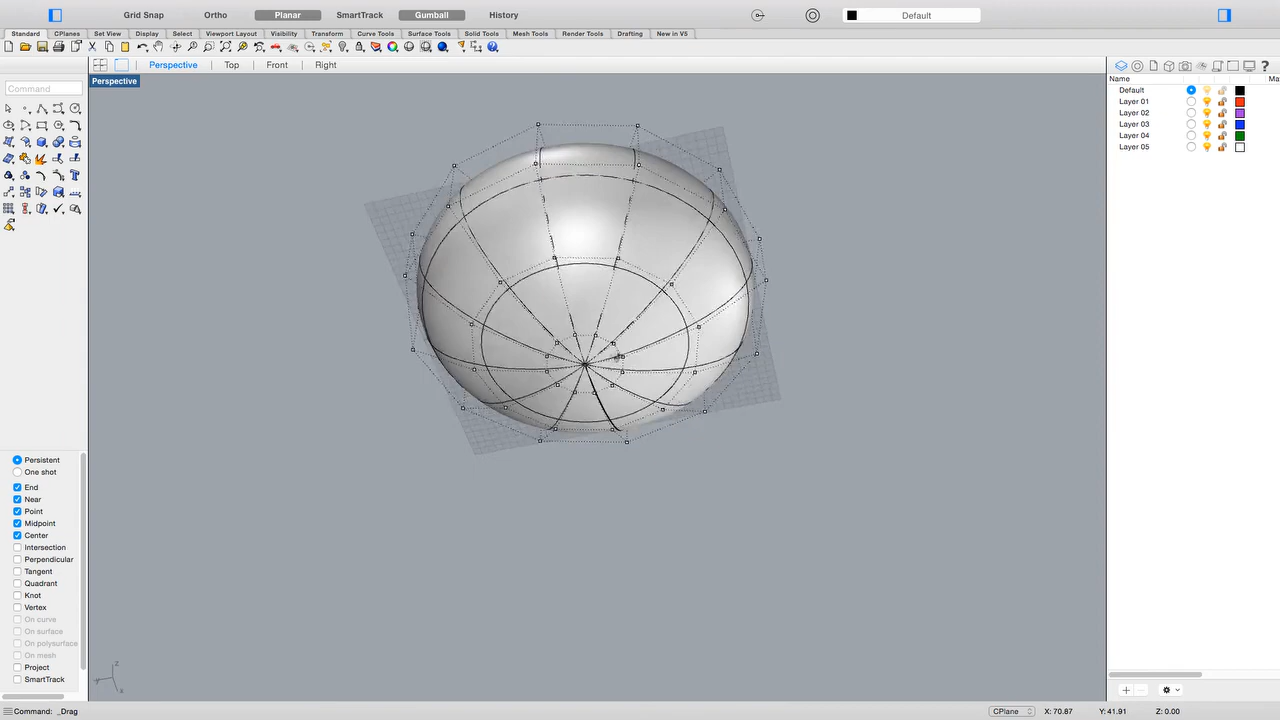 Grid Snap Ortho Planar SmartTrack Gumball History Default
Standard CPlanes Set View Display Select Viewport Layout Visibility Transform Curve Tools Surface Tools Solid Tools Mesh Tools Render Tools Drafting New in V5
Perspective Top Front Right
Perspective
Command
Name Ma
Default
Layer 01
Layer 02
Layer 03
Layer 04
Layer 05
Persistent
One shot
End
Near
Point
Midpoint
Center
Intersection
Perpendicular
Tangent
Quadrant
Knot
Vertex
On curve
On surface
On polysurface
On mesh
Project
SmartTrack
z
y
x
Command: _Drag CPlane X: 70.87 Y: 41.91 Z: 0.00